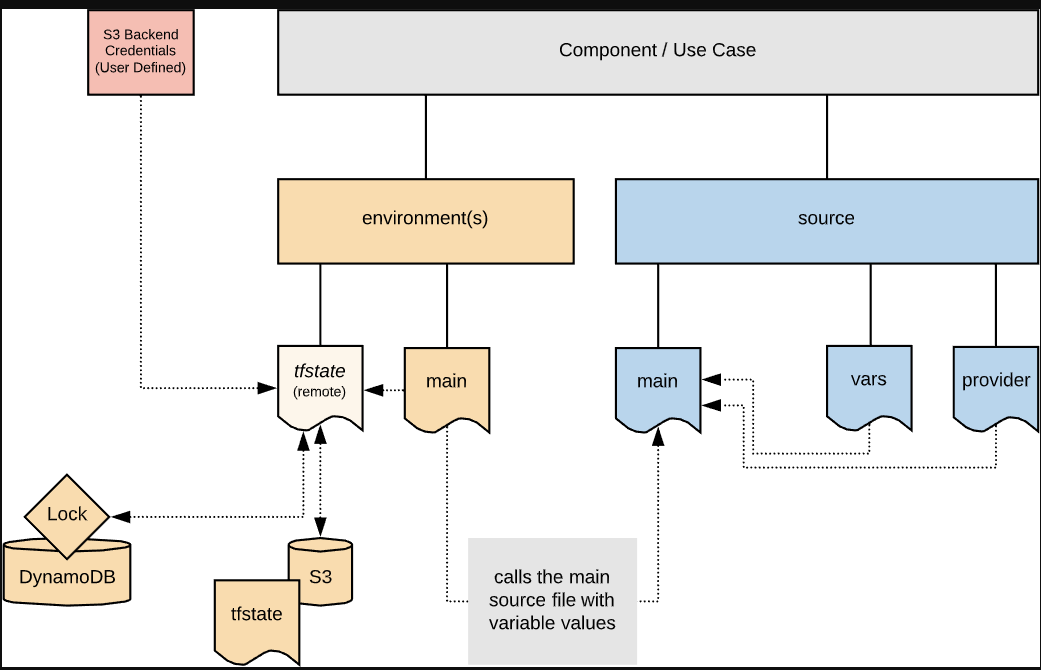 S3 Backend
Credentials
(User Defined)
Component / Use Case
environment(s)
source
tfstate
(remote)
main
main
vars
provider
Lock
DynamoDB
S3
tfstate
calls the main
source file with
variable values